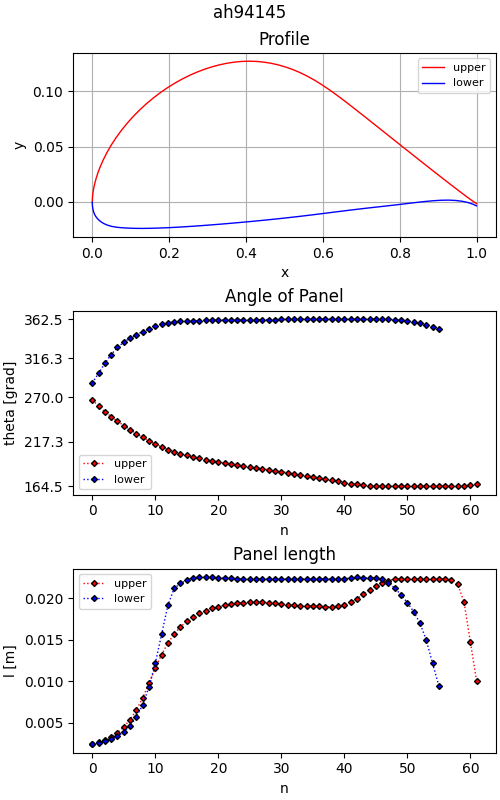 ah94145
Profile
0.10
0.05
0.00
y
upper
lower
0.0 0.2 0.4 0.6 0.8 1.0
x
Angle of Panel
362.5
316.3
270.0
217.3
164.5
theta [grad]
upper
lower
0 10 20 30 40 50 60
n
Panel length
0.020
0.015
0.010
0.005
l [m]
upper
lower
0 10 20 30 40 50 60
n